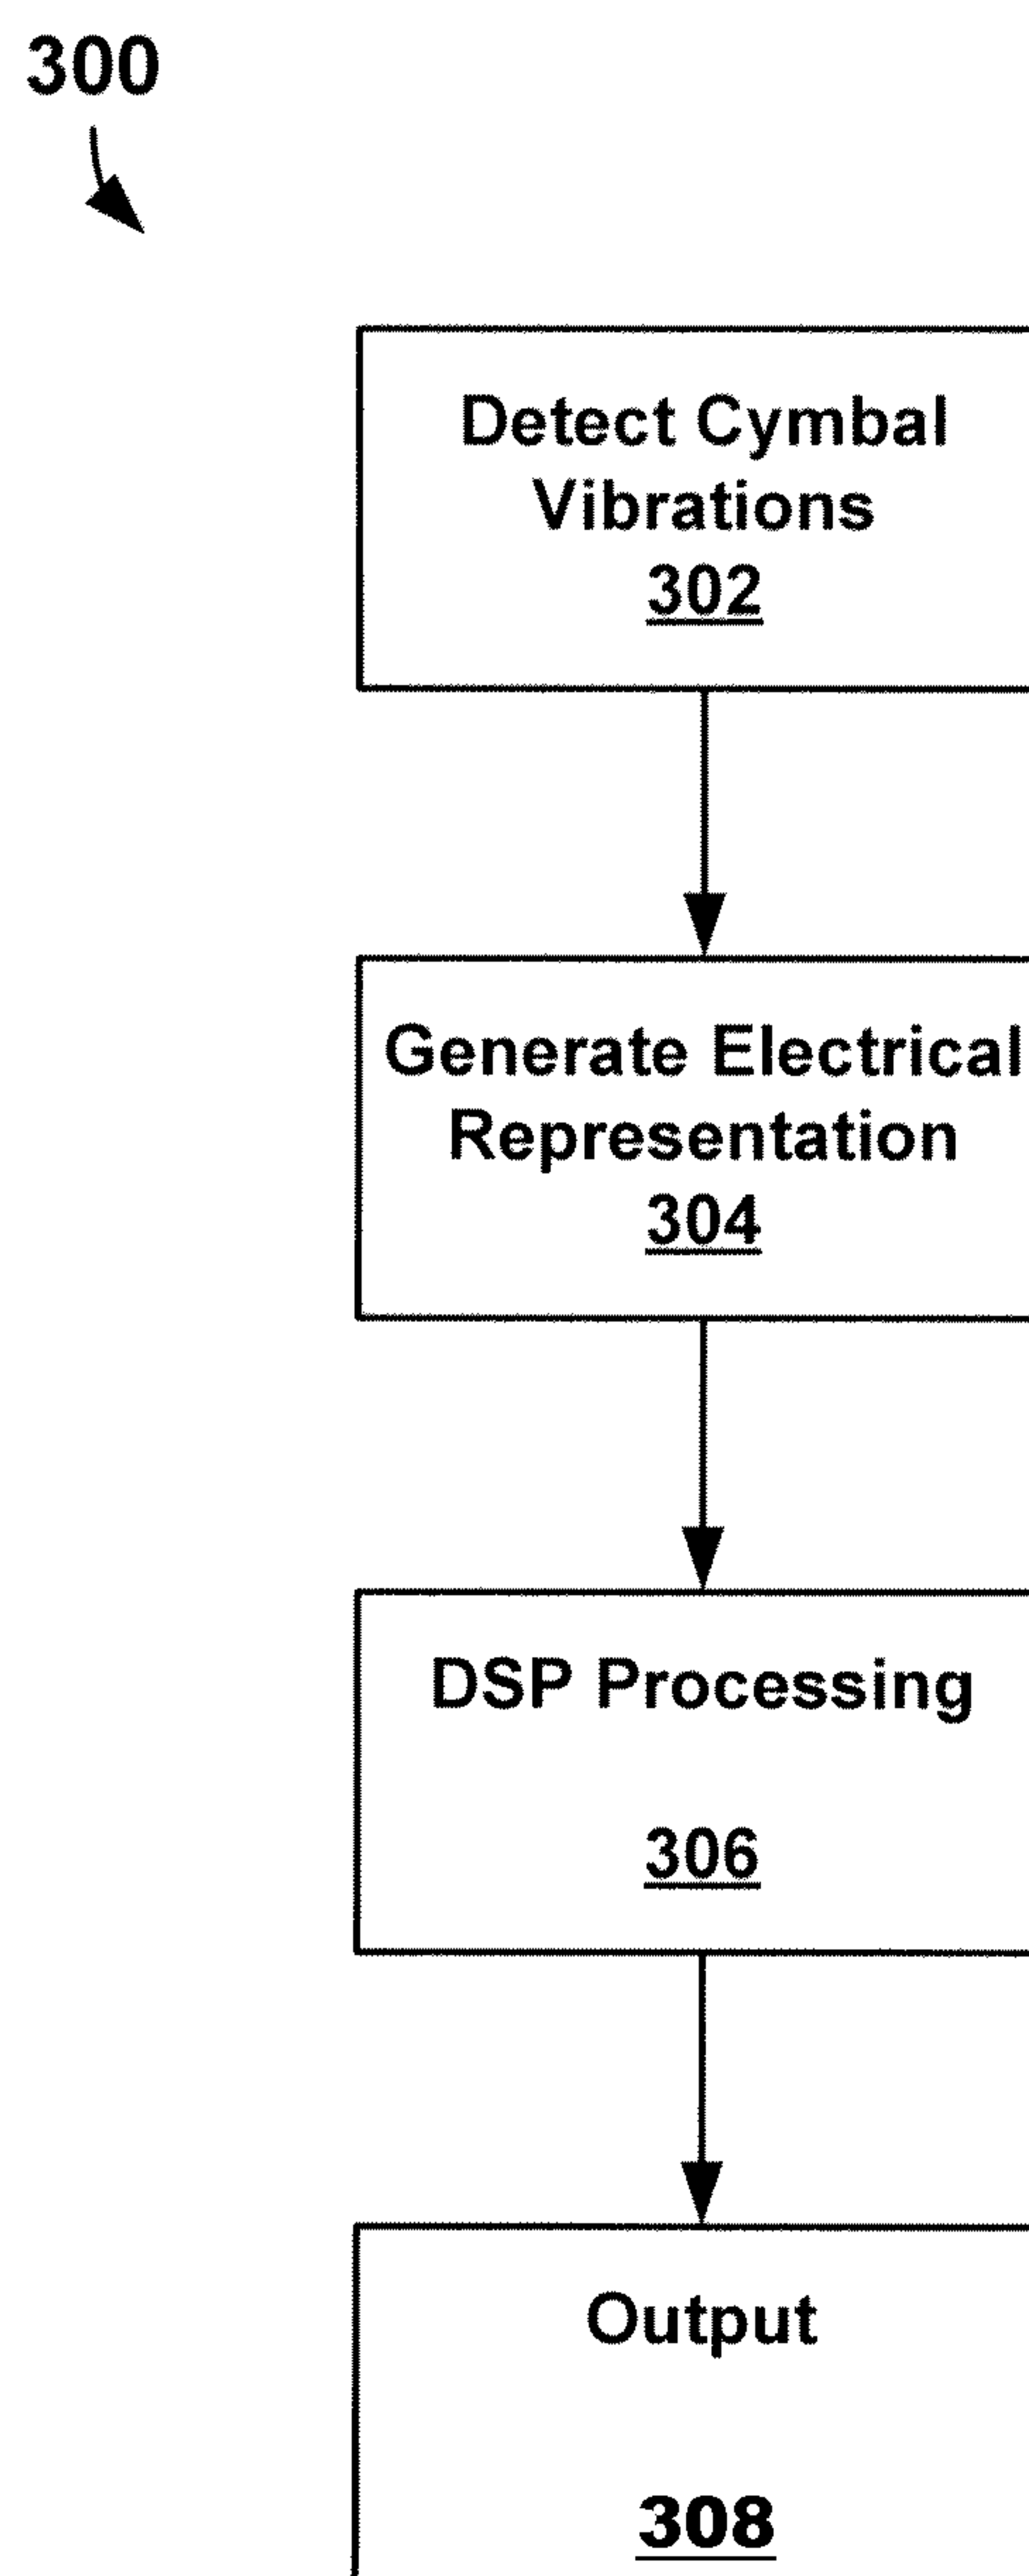 300
Detect Cymbal
Vibrations
302
Generate Electrical
Representation
304
DSP Processing
306
Output
308